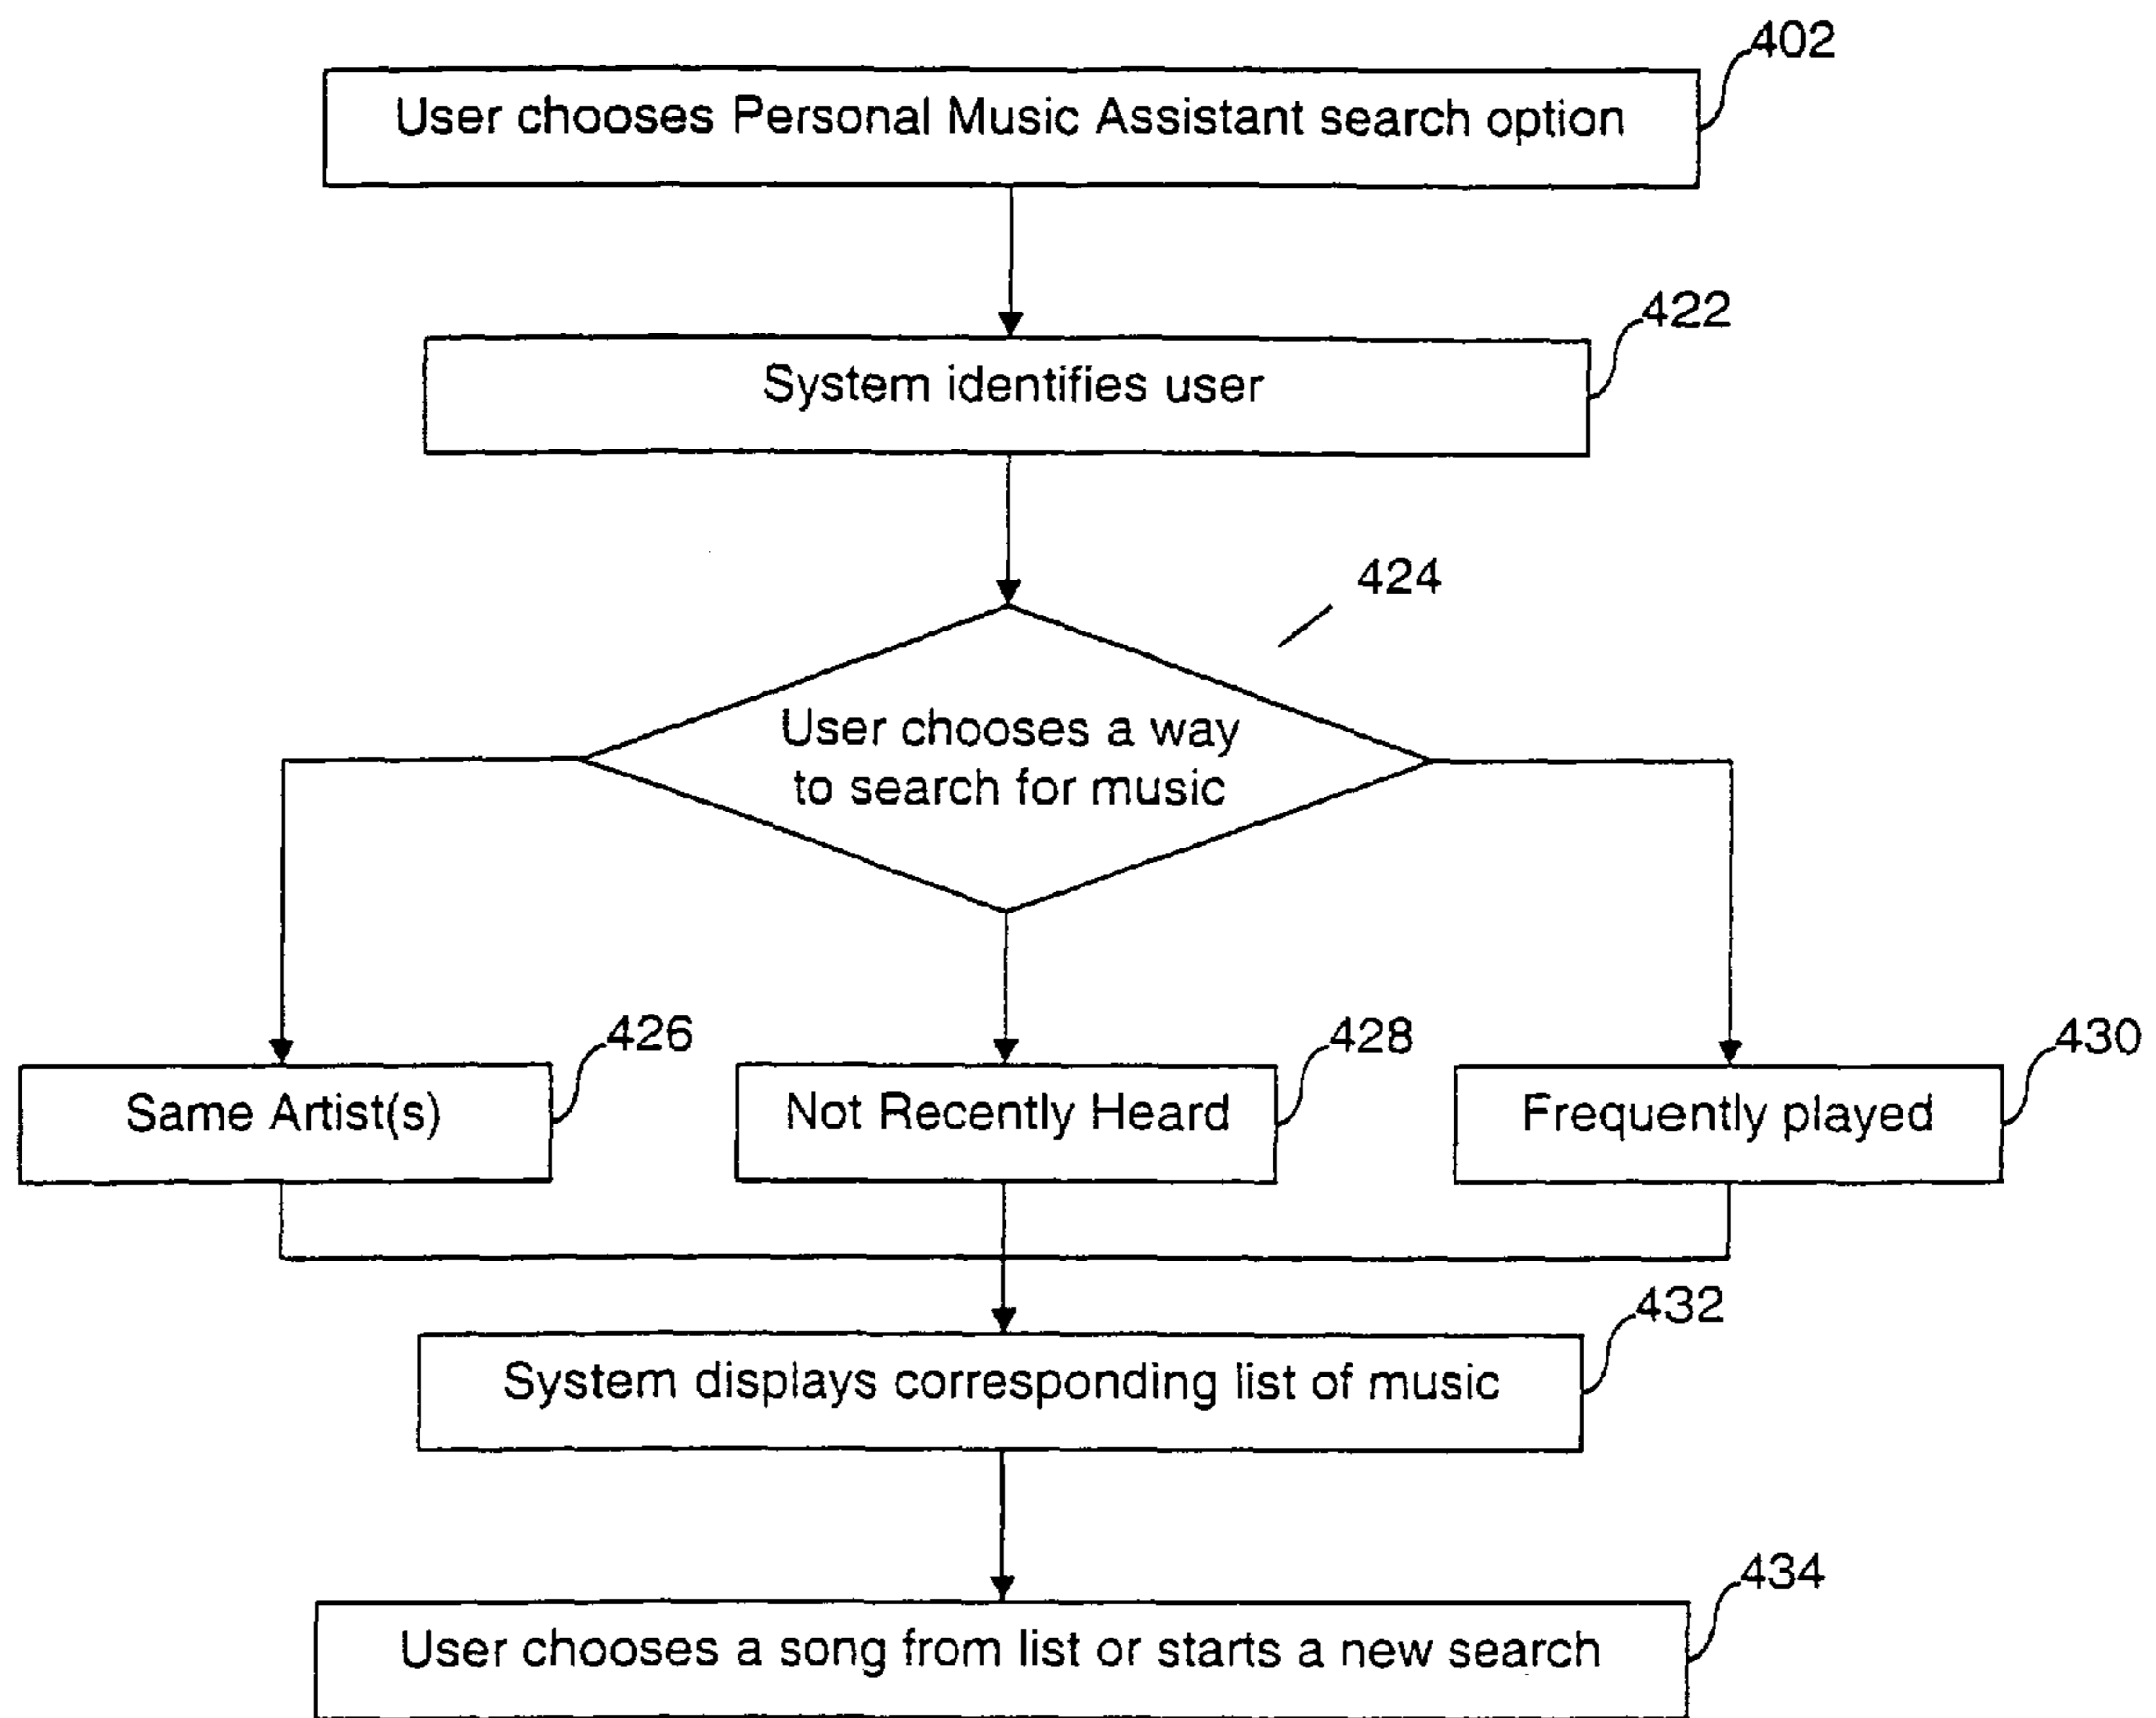 402
User chooses Personal Music Assistant search option
422
System identifies user
424
User chooses a way
to search for music
426
Same Artist(s)
428
Not Recently Heard
430
Frequently played
432
System displays corresponding list of music
434
User chooses a song from list or starts a new search